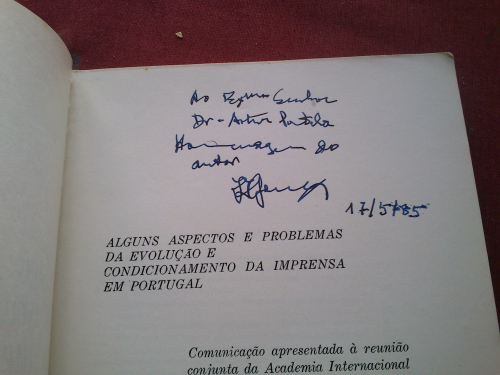 Ao Exmo Senhor
Dr. Artur Portela
Homenagem do
autor
17/5/85
ALGUNS ASPECTOS E PROBLEMAS
DA EVOLUÇÃO E
CONDICIONAMENTO DA IMPRENSA
EM PORTUGAL
Comunicação apresentada à reunião
conjunta da Academia Internacional